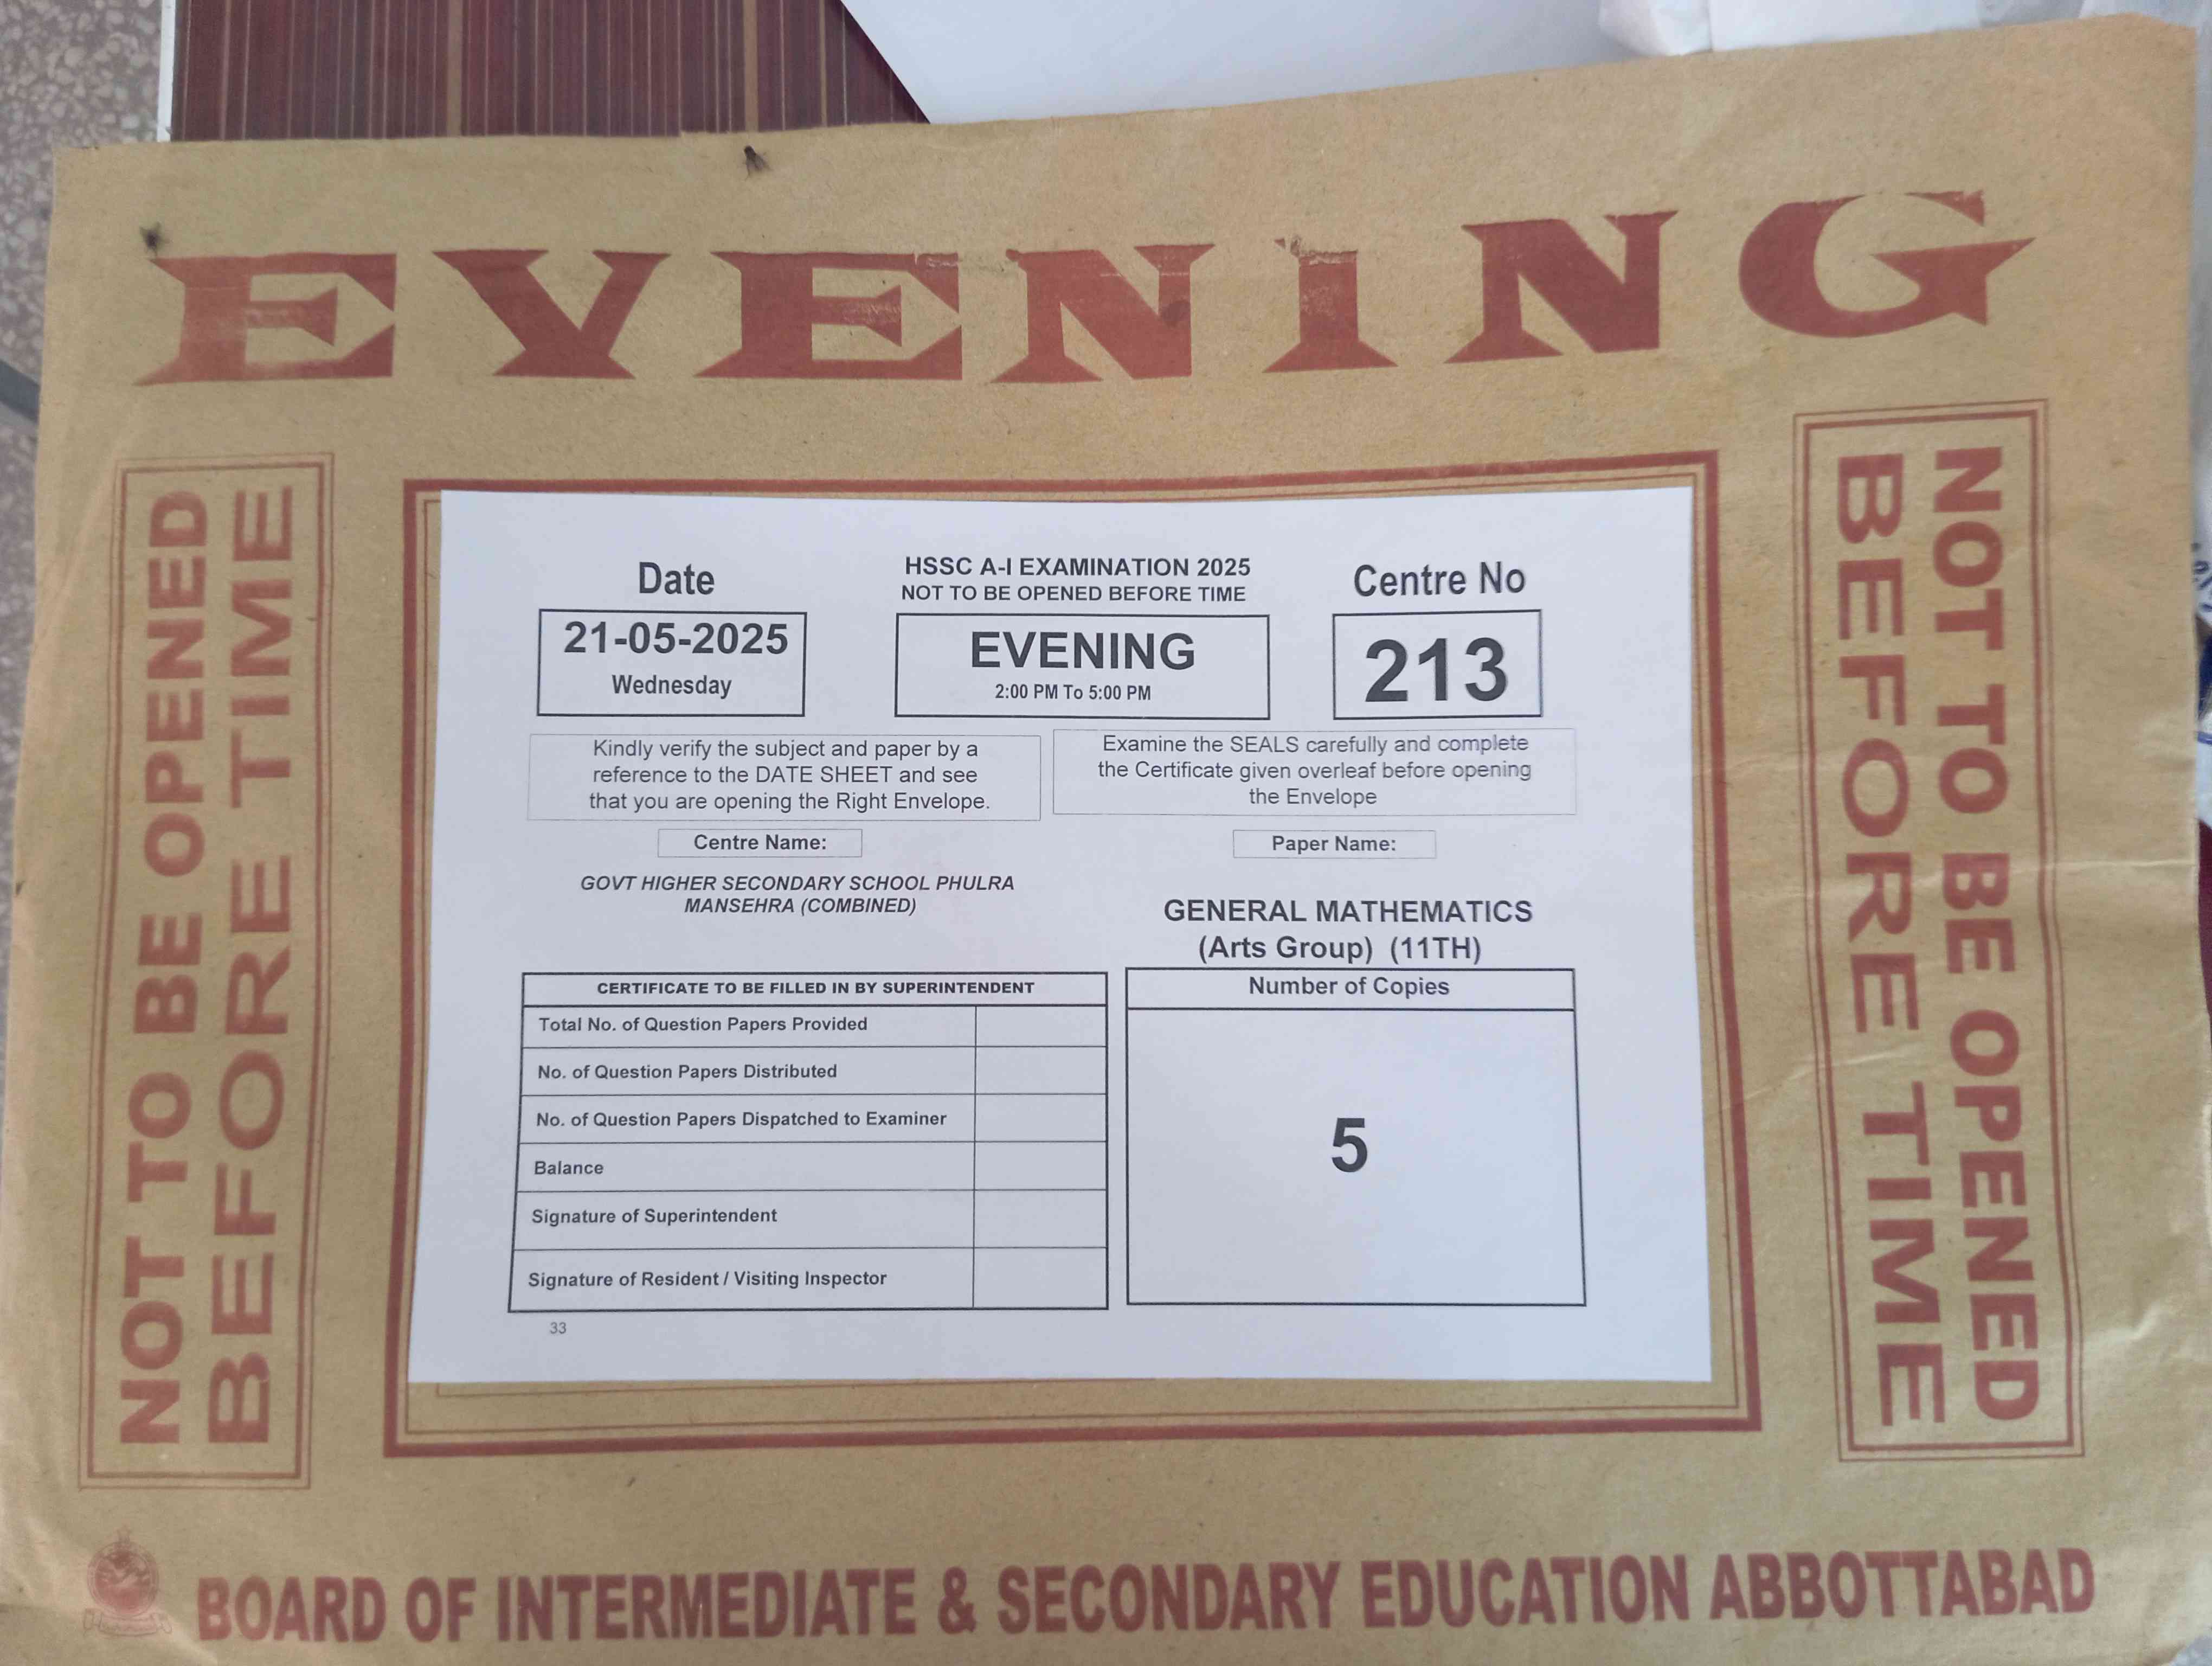 EVENING
NOT TO BE OPENED
BEFORE TIME
Date
21-05-2025
Wednesday
HSSC A-I EXAMINATION 2025
NOT TO BE OPENED BEFORE TIME
EVENING
2:00 PM To 5:00 PM
Centre No
213
Kindly verify the subject and paper by a
reference to the DATE SHEET and see
that you are opening the Right Envelope.
Examine the SEALS carefully and complete
the Certificate given overleaf before opening
the Envelope
Centre Name:
GOVT HIGHER SECONDARY SCHOOL PHULRA
MANSEHRA (COMBINED)
Paper Name:
GENERAL MATHEMATICS
(Arts Group) (11TH)
CERTIFICATE TO BE FILLED IN BY SUPERINTENDENT
Total No. of Question Papers Provided
No. of Question Papers Distributed
No. of Question Papers Dispatched to Examiner
Balance
Signature of Superintendent
Signature of Resident / Visiting Inspector
Number of Copies
5
33
NOT TO BE OPENED
BEFORE TIME
BOARD OF INTERMEDIATE & SECONDARY EDUCATION ABBOTTABAD